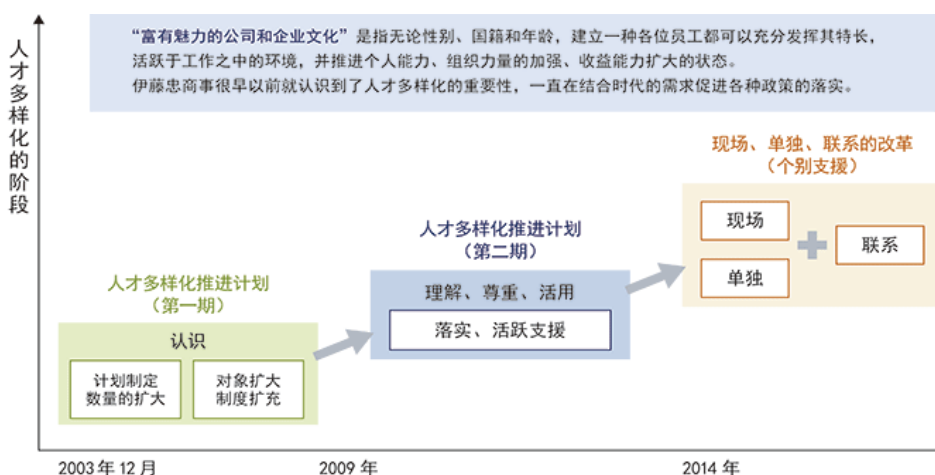 人才多样化的阶段
“富有魅力的公司和企业文化”是指无论性别、国籍和年龄，建立一种各位员工都可以充分发挥其特长，
活跃于工作之中的环境，并推进个人能力、组织力量的加强、收益能力扩大的状态。
伊藤忠商事很早以前就认识到了人才多样化的重要性，一直在结合时代的需求促进各种政策的落实。
人才多样化推进计划
（第一期）
认识
计划制定
数量的扩大
对象扩大
制度扩充
人才多样化推进计划
（第二期）
理解、尊重、活用
落实、活跃支援
现场、单独、联系的改革
（个别支援）
现场
单独
联系
2003 年 12 月
2009 年
2014 年